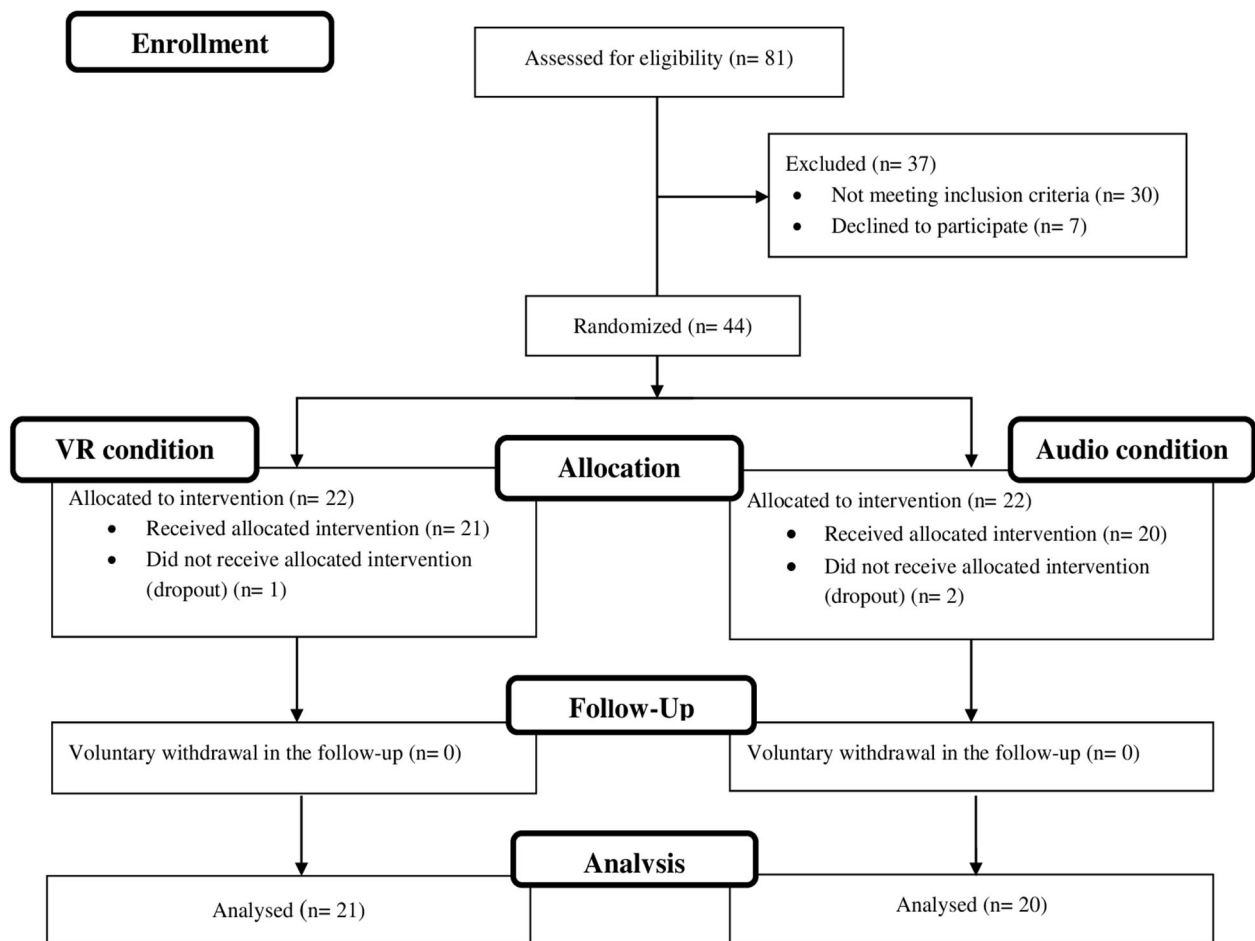 Enrollment
Assessed for eligibility (n= 81)
Excluded (n= 37)
• Not meeting inclusion criteria (n= 30)
• Declined to participate (n= 7)
Randomized (n= 44)
VR condition
Allocation
Audio condition
Allocated to intervention (n= 22)
• Received allocated intervention (n= 21)
• Did not receive allocated intervention
(dropout) (n= 1)
Allocated to intervention (n= 22)
• Received allocated intervention (n= 20)
• Did not receive allocated intervention
(dropout) (n= 2)
Follow-Up
Voluntary withdrawal in the follow-up (n= 0)
Voluntary withdrawal in the follow-up (n= 0)
Analysis
Analysed (n= 21)
Analysed (n= 20)